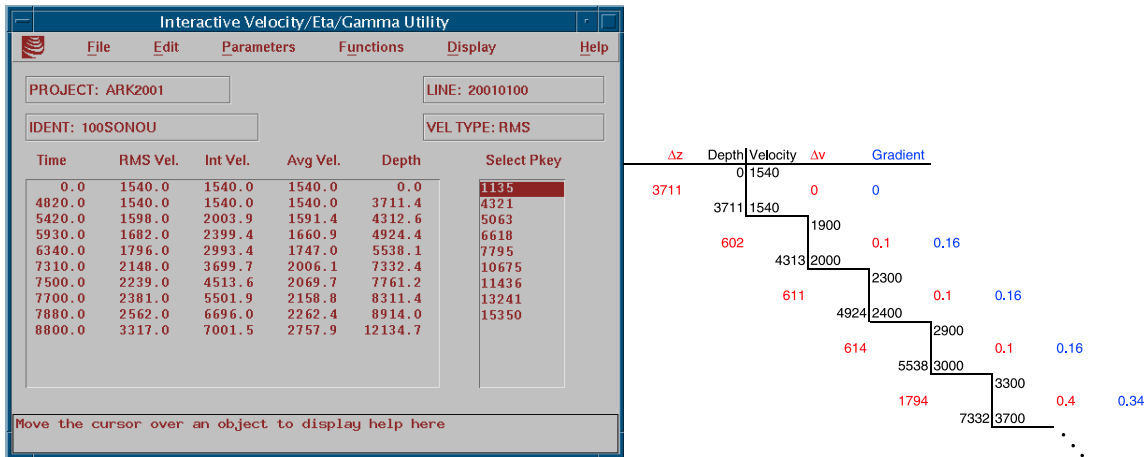 Interactive Velocity/Eta/Gamma Utility
File Edit Parameters Functions Display Help
PROJECT: ARK2001 LINE: 20010100
IDENT: 100SONOU VEL TYPE: RMS
Time RMS Vel. Int Vel. Avg Vel. Depth Select Pkey
0.0 1540.0 1540.0 1540.0 0.0 1135
4820.0 1540.0 1540.0 1540.0 3711.4 4321
5420.0 1598.0 2003.9 1591.4 4312.6 5063
5930.0 1682.0 2399.4 1660.9 4924.4 6618
6340.0 1796.0 2993.4 1747.0 5538.1 7795
7310.0 2148.0 3699.7 2006.1 7332.4 10675
7500.0 2239.0 4513.6 2069.7 7761.2 11436
7700.0 2381.0 5501.9 2158.8 8311.4 13241
7880.0 2562.0 6696.0 2262.4 8914.0 15350
8800.0 3317.0 7001.5 2757.9 12134.7
Move the cursor over an object to display help here
Δz Depth Velocity Δv Gradient
0 1540
3711 0 0
3711 1540
1900
602 0.1 0.16
4313 2000
2300
611 0.1 0.16
4924 2400
2900
614 0.1 0.16
5538 3000
3300
1794 0.4 0.34
7332 3700